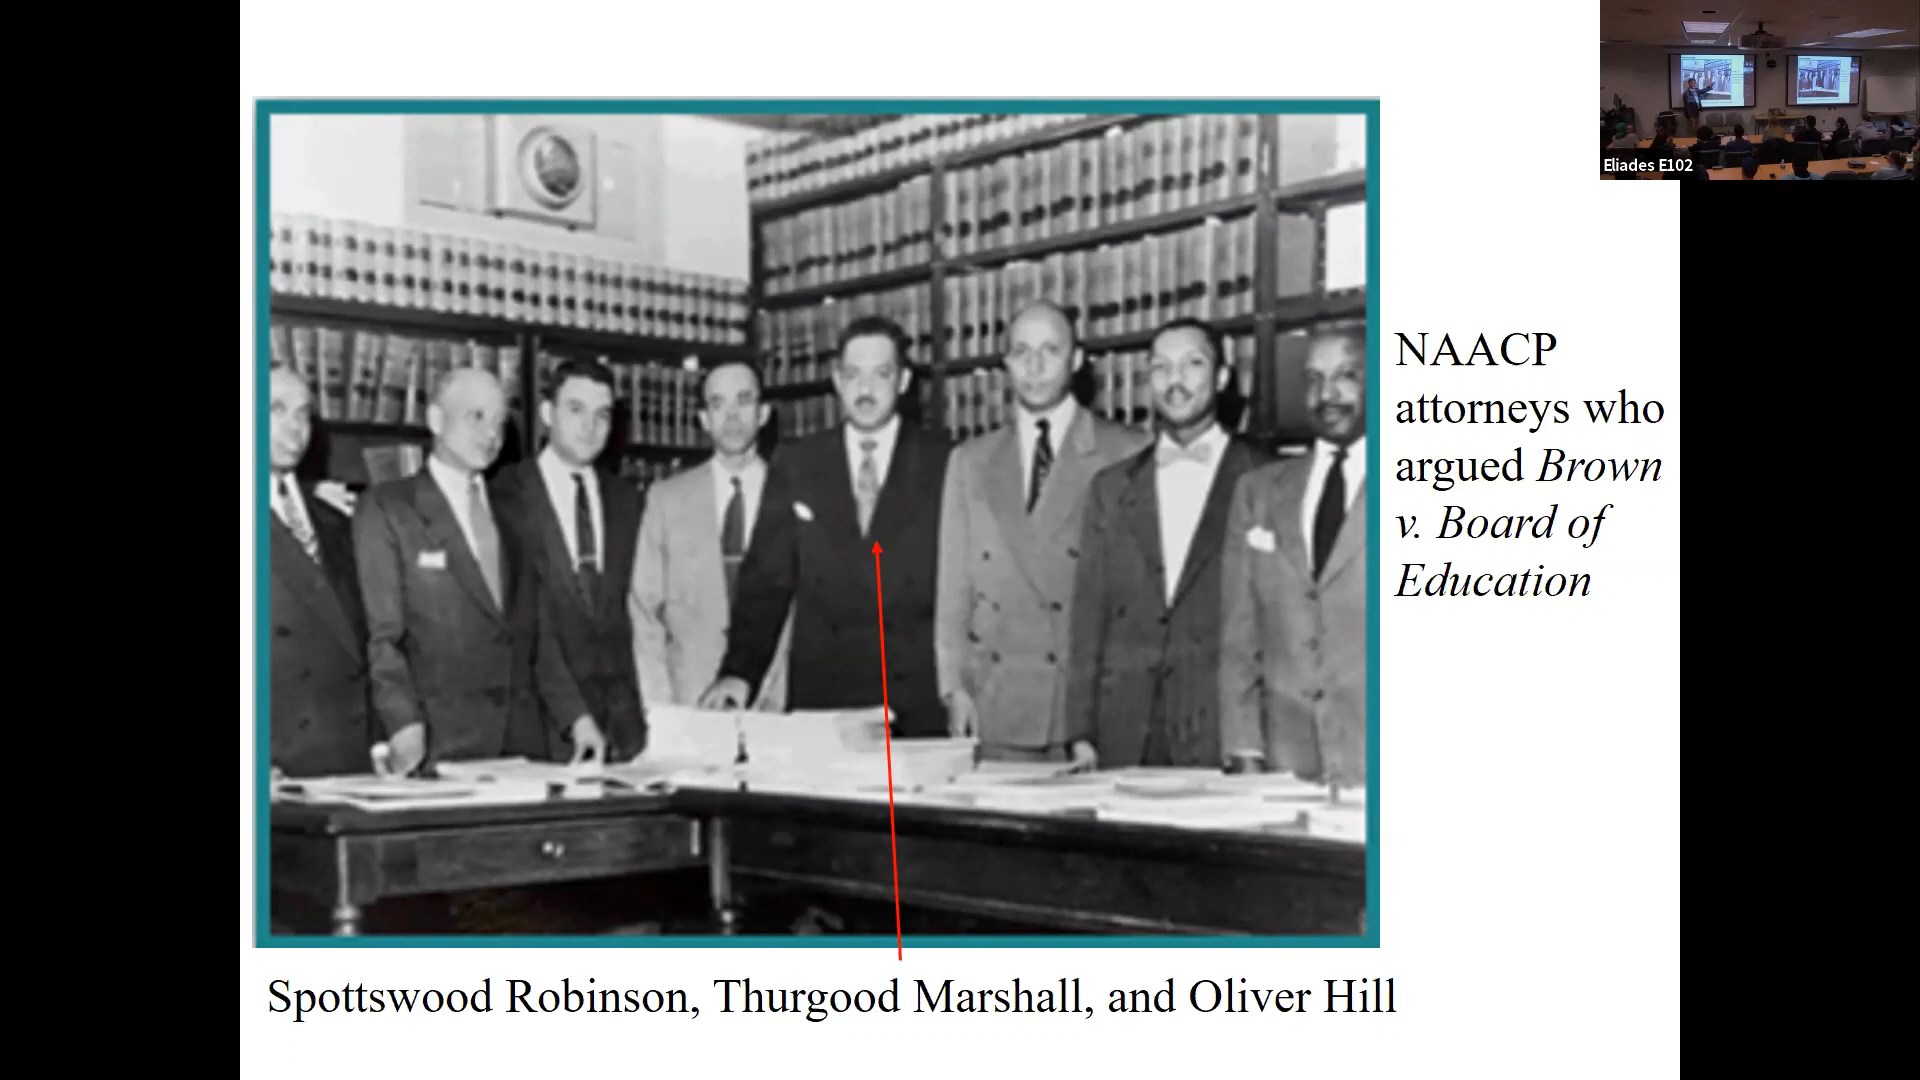 Eliades E102
NAACP
attorneys who
argued Brown
v. Board of
Education
Spottswood Robinson, Thurgood Marshall, and Oliver Hill